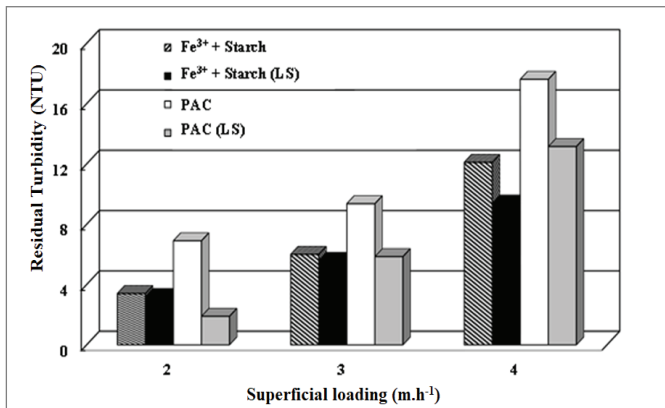 20
16
12
8
4
0
Residual Turbidity (NTU)
Fe³⁺ + Starch
Fe³⁺ + Starch (LS)
PAC
PAC (LS)
2 3 4
Superficial loading (m.h⁻¹)